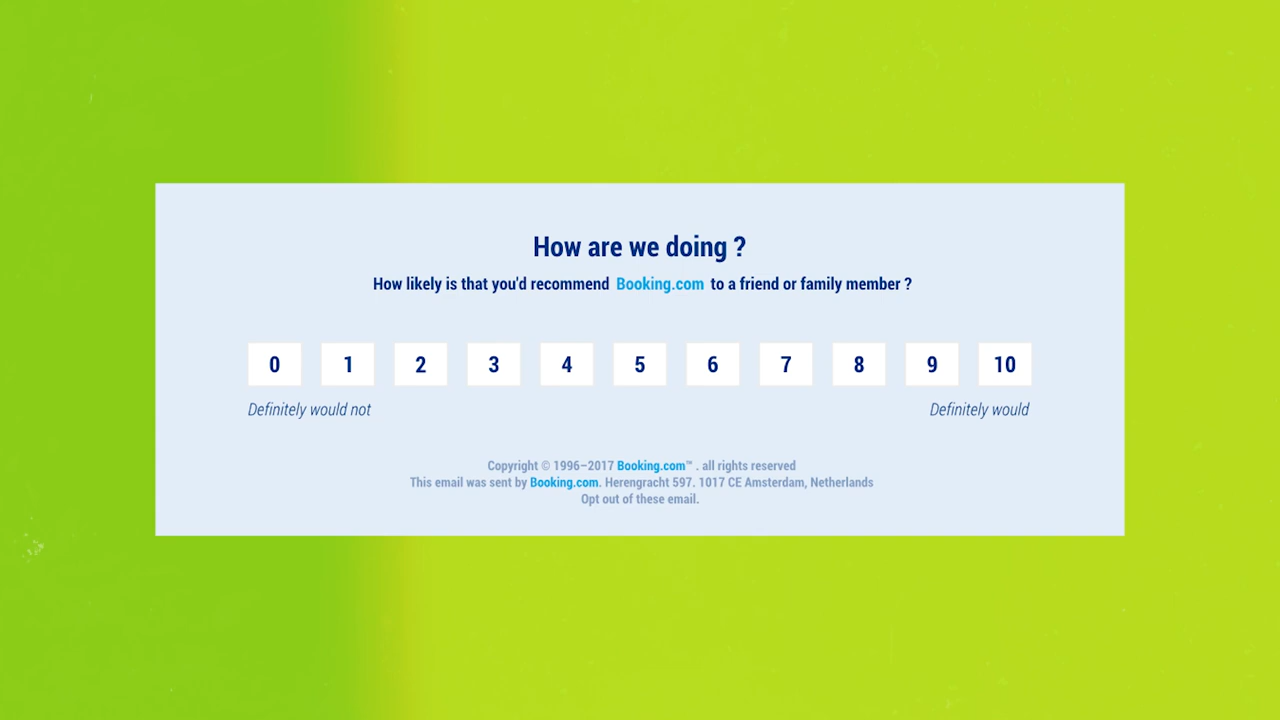 How are we doing ?
How likely is that you'd recommend Booking.com to a friend or family member ?
0 1 2 3 4 5 6 7 8 9 10
Definitely would not Definitely would
Copyright © 1996–2017 Booking.com™ . all rights reserved
This email was sent by Booking.com. Herengracht 597. 1017 CE Amsterdam, Netherlands
Opt out of these email.